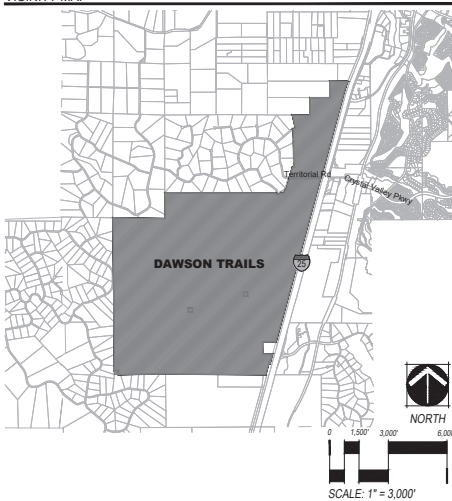 Territorial Rd
Crystal Valley Pkwy
DAWSON TRAILS
25
NORTH
0 1,500' 3,000' 6,000
SCALE: 1" = 3,000'